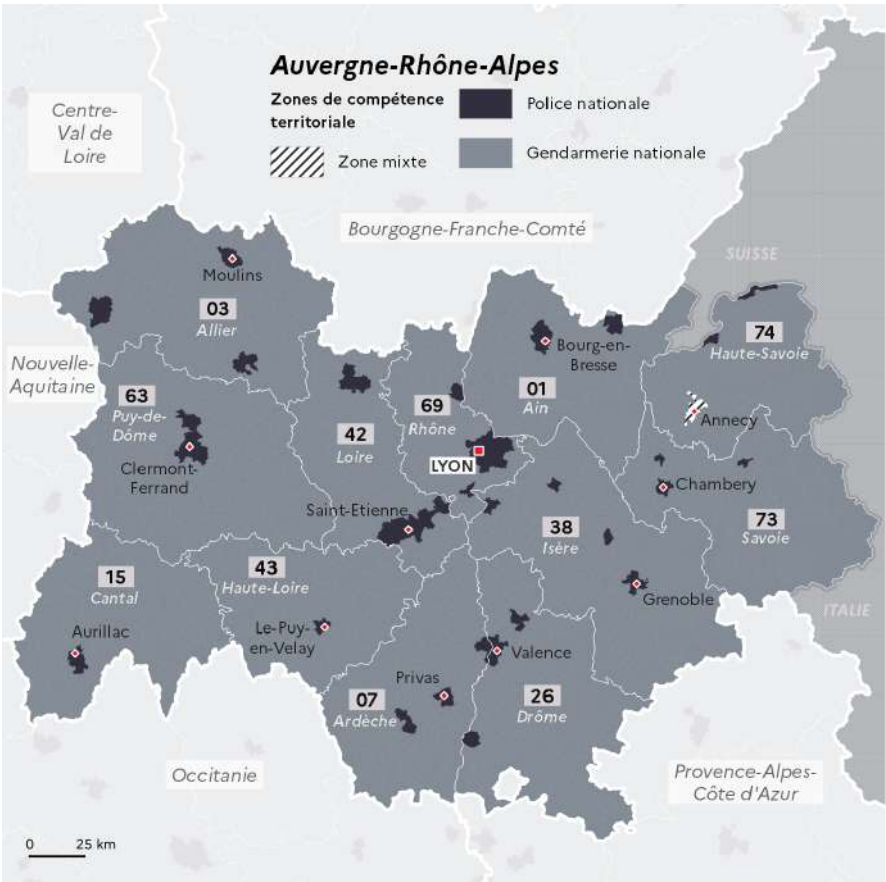 Auvergne-Rhône-Alpes
Zones de compétence
territoriale
Police nationale
Zone mixte
Gendarmerie nationale
Centre-
Val de
Loire
Bourgogne-Franche-Comté
SUISSE
Moulins
03
Allier
74
Haute-Savoie
Nouvelle-
Aquitaine
Bourg-en-
Bresse
63
Puy-de-
Dôme
69
Rhône
01
Ain
Annecy
42
Loire
Clermont-
Ferrand
LYON
Chambery
Saint-Etienne
38
Isère
73
Savoie
15
Cantal
43
Haute-Loire
Grenoble
ITALIE
Aurillac
Le-Puy-
en-Velay
Valence
Privas
07
Ardèche
26
Drôme
Occitanie
Provence-Alpes-
Côte d'Azur
0 25 km